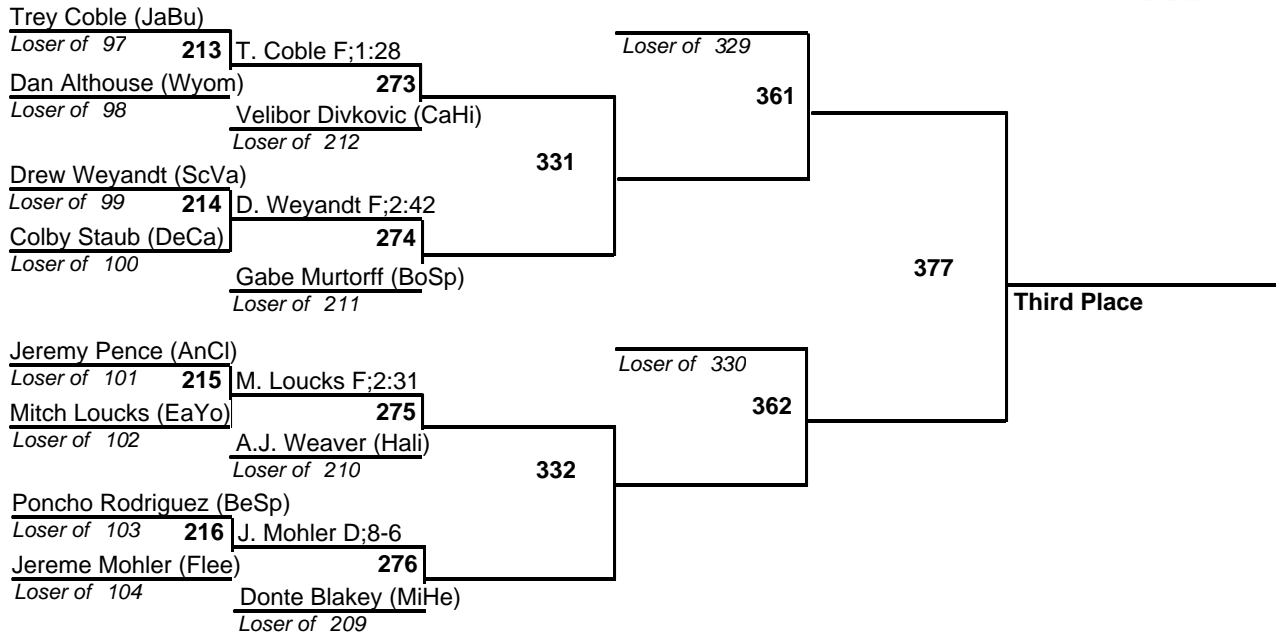 Trey Coble (JaBu)
Loser of 97
213
T. Coble F;1:28
Dan Althouse (Wyom)
Loser of 98
273
Velibor Divkovic (CaHi)
Loser of 212
Loser of 329
361
331
Drew Weyandt (ScVa)
Loser of 99
214
D. Weyandt F;2:42
Colby Staub (DeCa)
Loser of 100
274
Gabe Murtorff (BoSp)
Loser of 211
377
Third Place
Jeremy Pence (AnCl)
Loser of 101
215
M. Loucks F;2:31
Mitch Loucks (EaYo)
Loser of 102
275
A.J. Weaver (Hali)
Loser of 210
Loser of 330
362
332
Poncho Rodriguez (BeSp)
Loser of 103
216
J. Mohler D;8-6
Jereme Mohler (Flee)
Loser of 104
276
Donte Blakey (MiHe)
Loser of 209